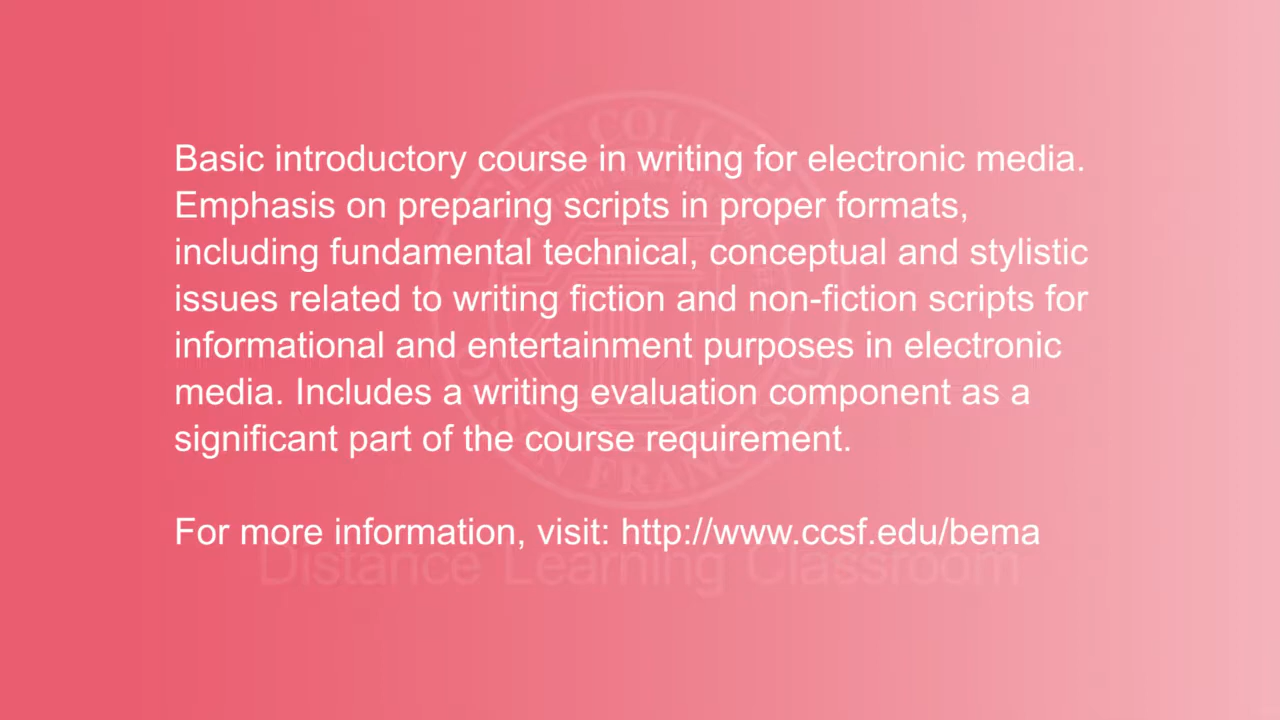 Basic introductory course in writing for electronic media.
Emphasis on preparing scripts in proper formats,
including fundamental technical, conceptual and stylistic
issues related to writing fiction and non-fiction scripts for
informational and entertainment purposes in electronic
media. Includes a writing evaluation component as a
significant part of the course requirement.
For more information, visit: http://www.ccsf.edu/bema
Distance Learning Classroom